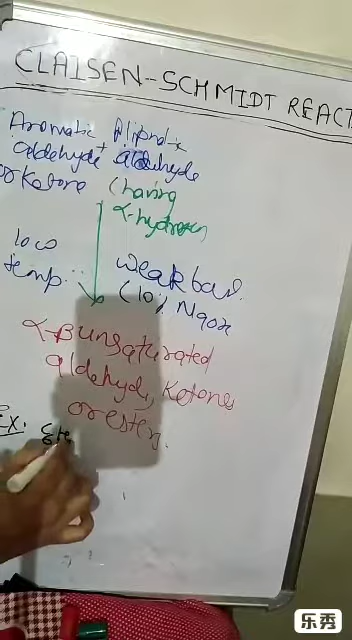 CLAISEN-SCHMIDT REACT
Aromatic Aliphatic
aldehyde + aldehyde
or Ketone (having
α-hydrogen
low
temp. weak base
(10% NaOH
α-β unsaturated
aldehyde, Ketones
or esters.
Ex.
乐秀